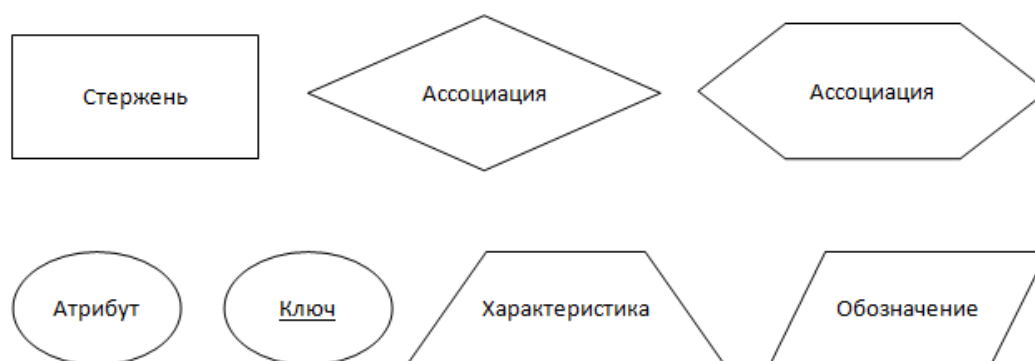 Стержень
Ассоциация
Ассоциация
Атрибут
Ключ
Характеристика
Обозначение